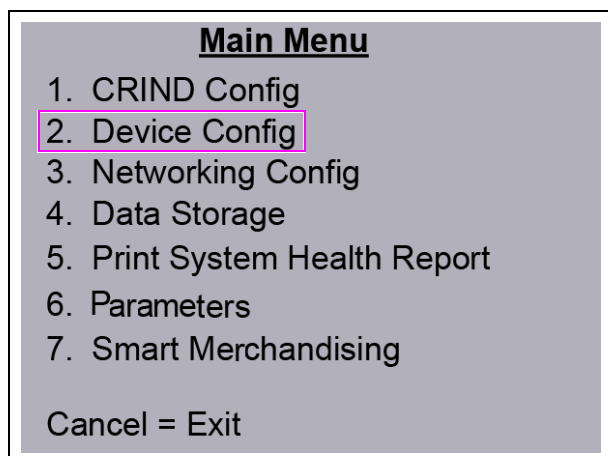 Main Menu
1. CRIND Config
2. Device Config
3. Networking Config
4. Data Storage
5. Print System Health Report
6. Parameters
7. Smart Merchandising
Cancel = Exit